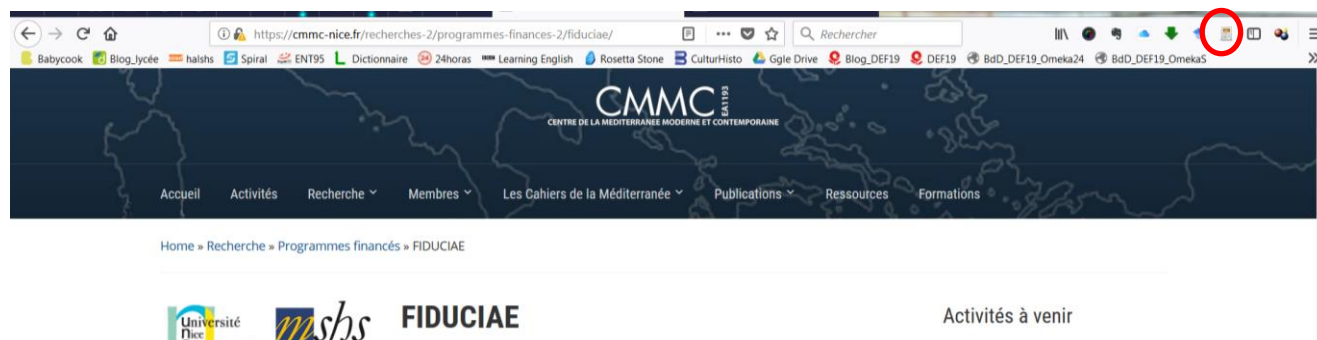 https://cmmc-nice.fr/recherches-2/programmes-finances-2/fiduciae/ Rechercher
Babycook Blog_lycée halshs Spiral ENT95 Dictionnaire 24horas Learning English Rosetta Stone CulturHisto Ggle Drive Blog_DEF19 DEF19 BdD_DEF19_Omeka24 BdD_DEF19_OmekaS
CMMC EA1193
CENTRE DE LA MEDITERRANEE MODERNE ET CONTEMPORAINE
Accueil Activités Recherche Membres Les Cahiers de la Méditerranée Publications Ressources Formations
Home » Recherche » Programmes financés » FIDUCIAE
Université mshs FIDUCIAE Activités à venir
Nice